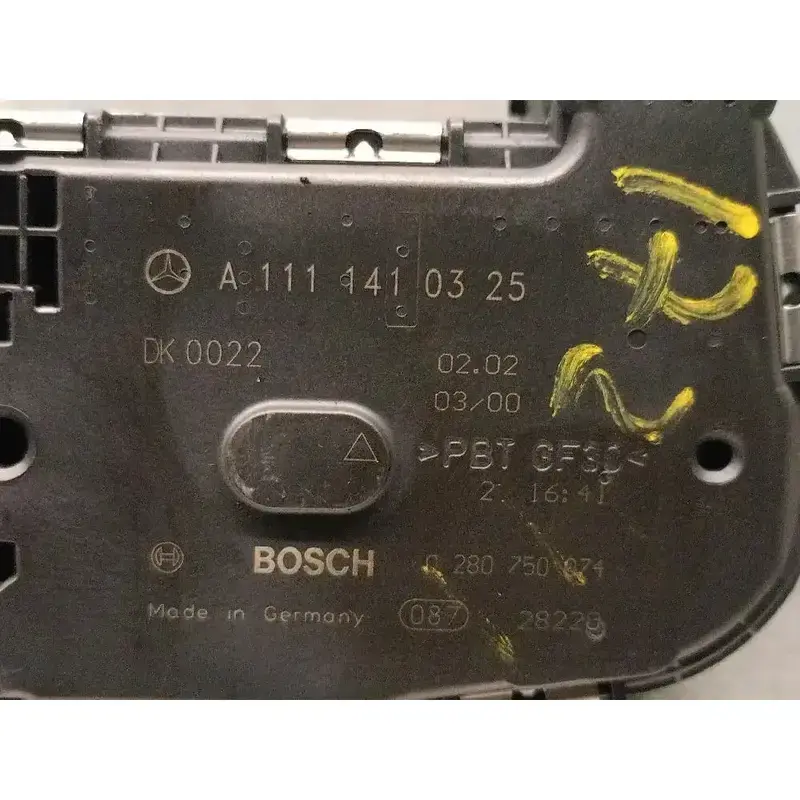 A 111 141 03 25
DK 0022
02.02
03/00
>PBT GF30<
2. 16:41
BOSCH 0 280 750 074
Made in Germany 087 28229